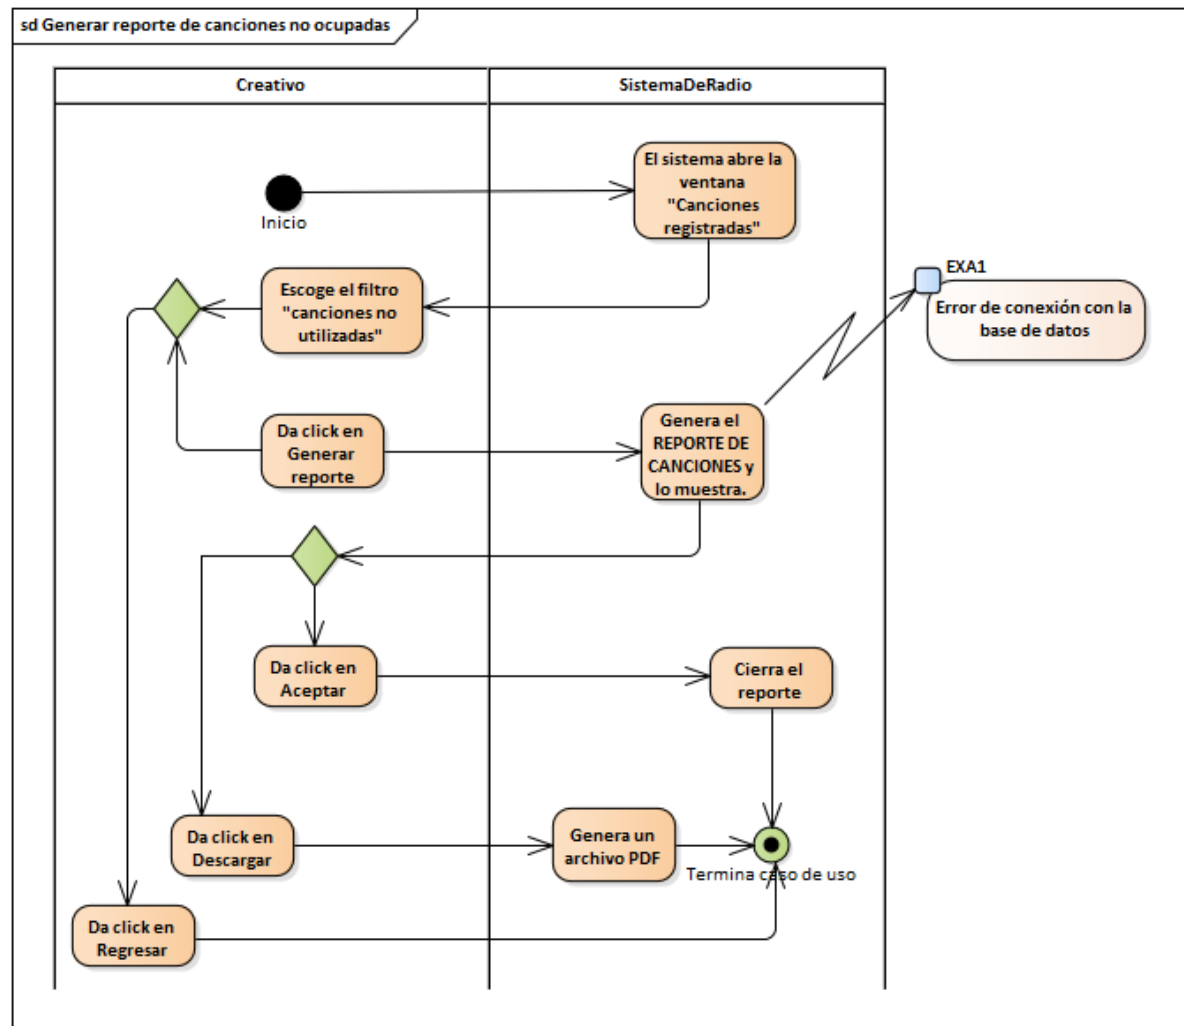 sd Generar reporte de canciones no ocupadas
Creativo
SistemaDeRadio
El sistema abre la
ventana
"Canciones
registradas"
Inicio
EXA1
Error de conexión con la
base de datos
Escoge el filtro
"canciones no
utilizadas"
Da click en
Generar
reporte
Genera el
REPORTE DE
CANCIONES y
lo muestra.
Da click en
Aceptar
Cierra el
reporte
Da click en
Descargar
Genera un
archivo PDF
Termina caso de uso
Da click en
Regresar